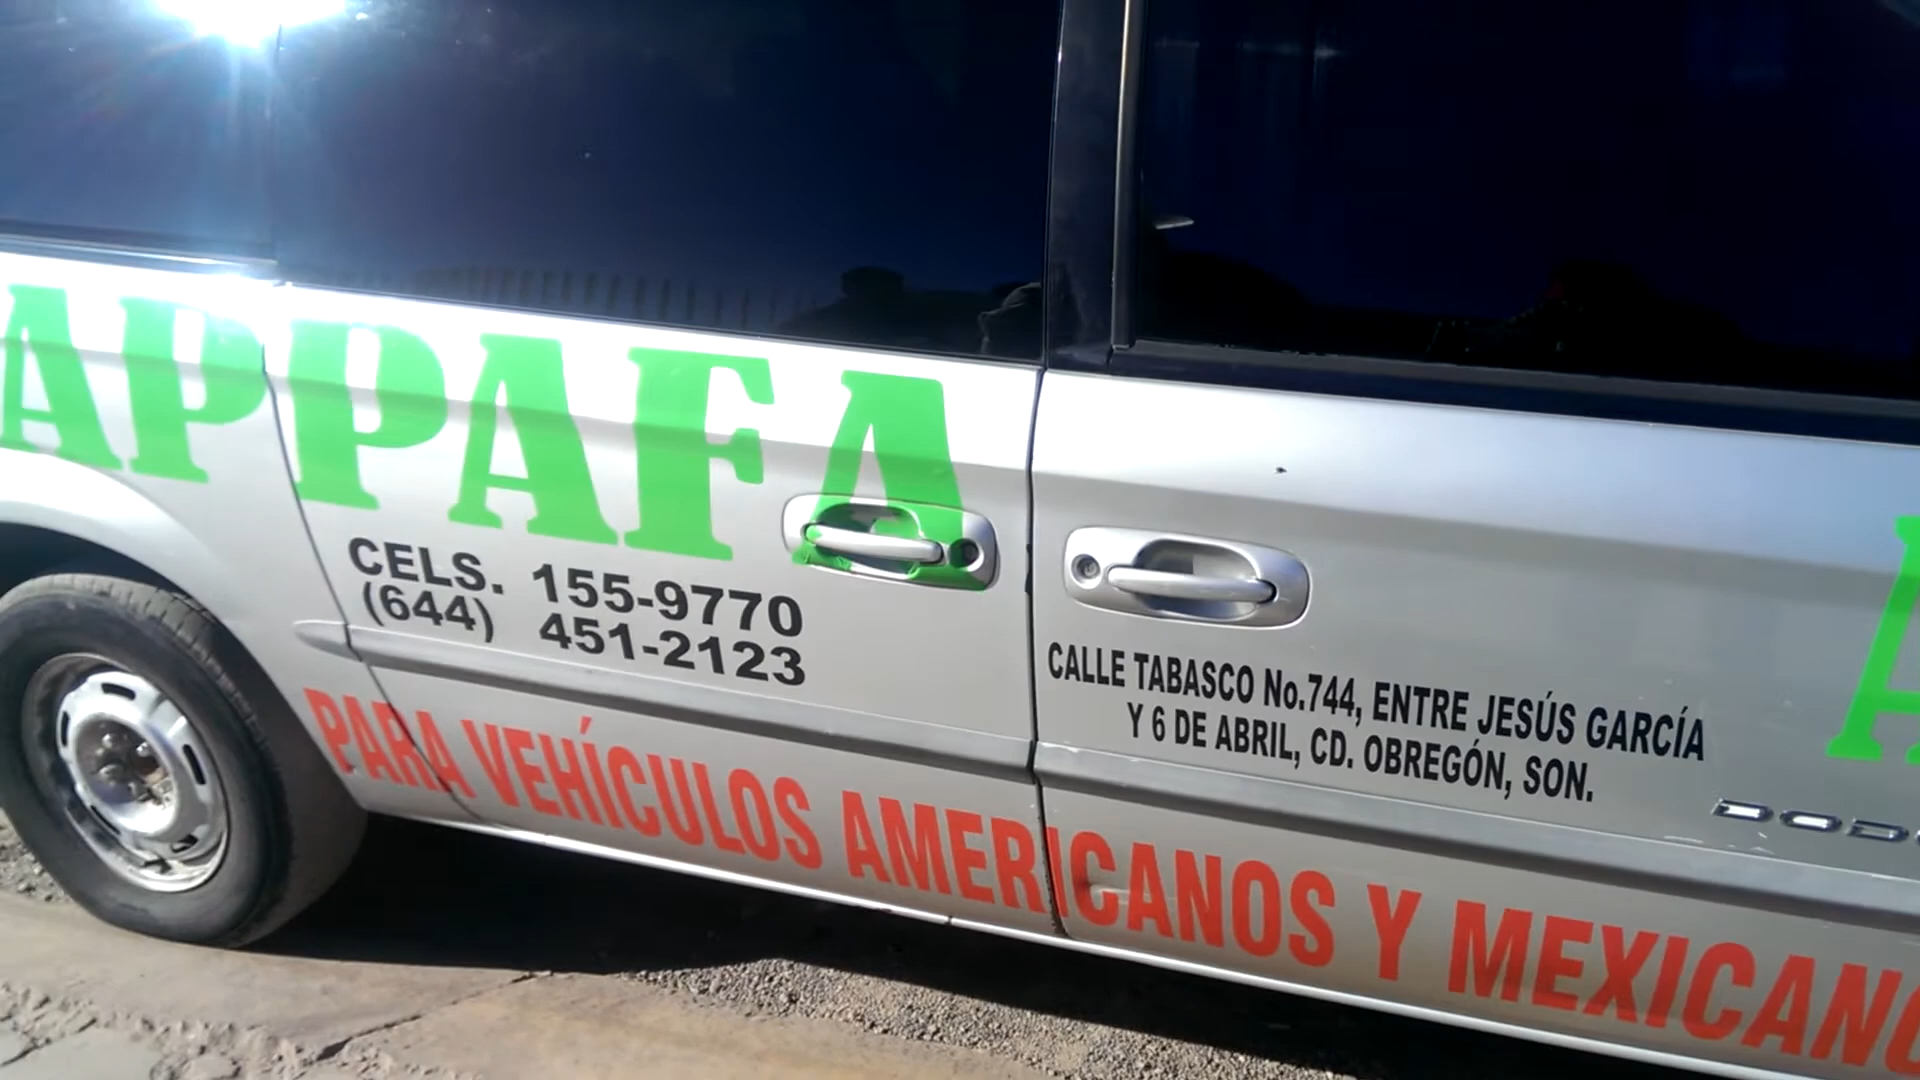 APPAFA
CELS. 155-9770
(644) 451-2123
CALLE TABASCO No.744, ENTRE JESÚS GARCÍA
Y 6 DE ABRIL, CD. OBREGÓN, SON.
PARA VEHÍCULOS AMERICANOS Y MEXICANO